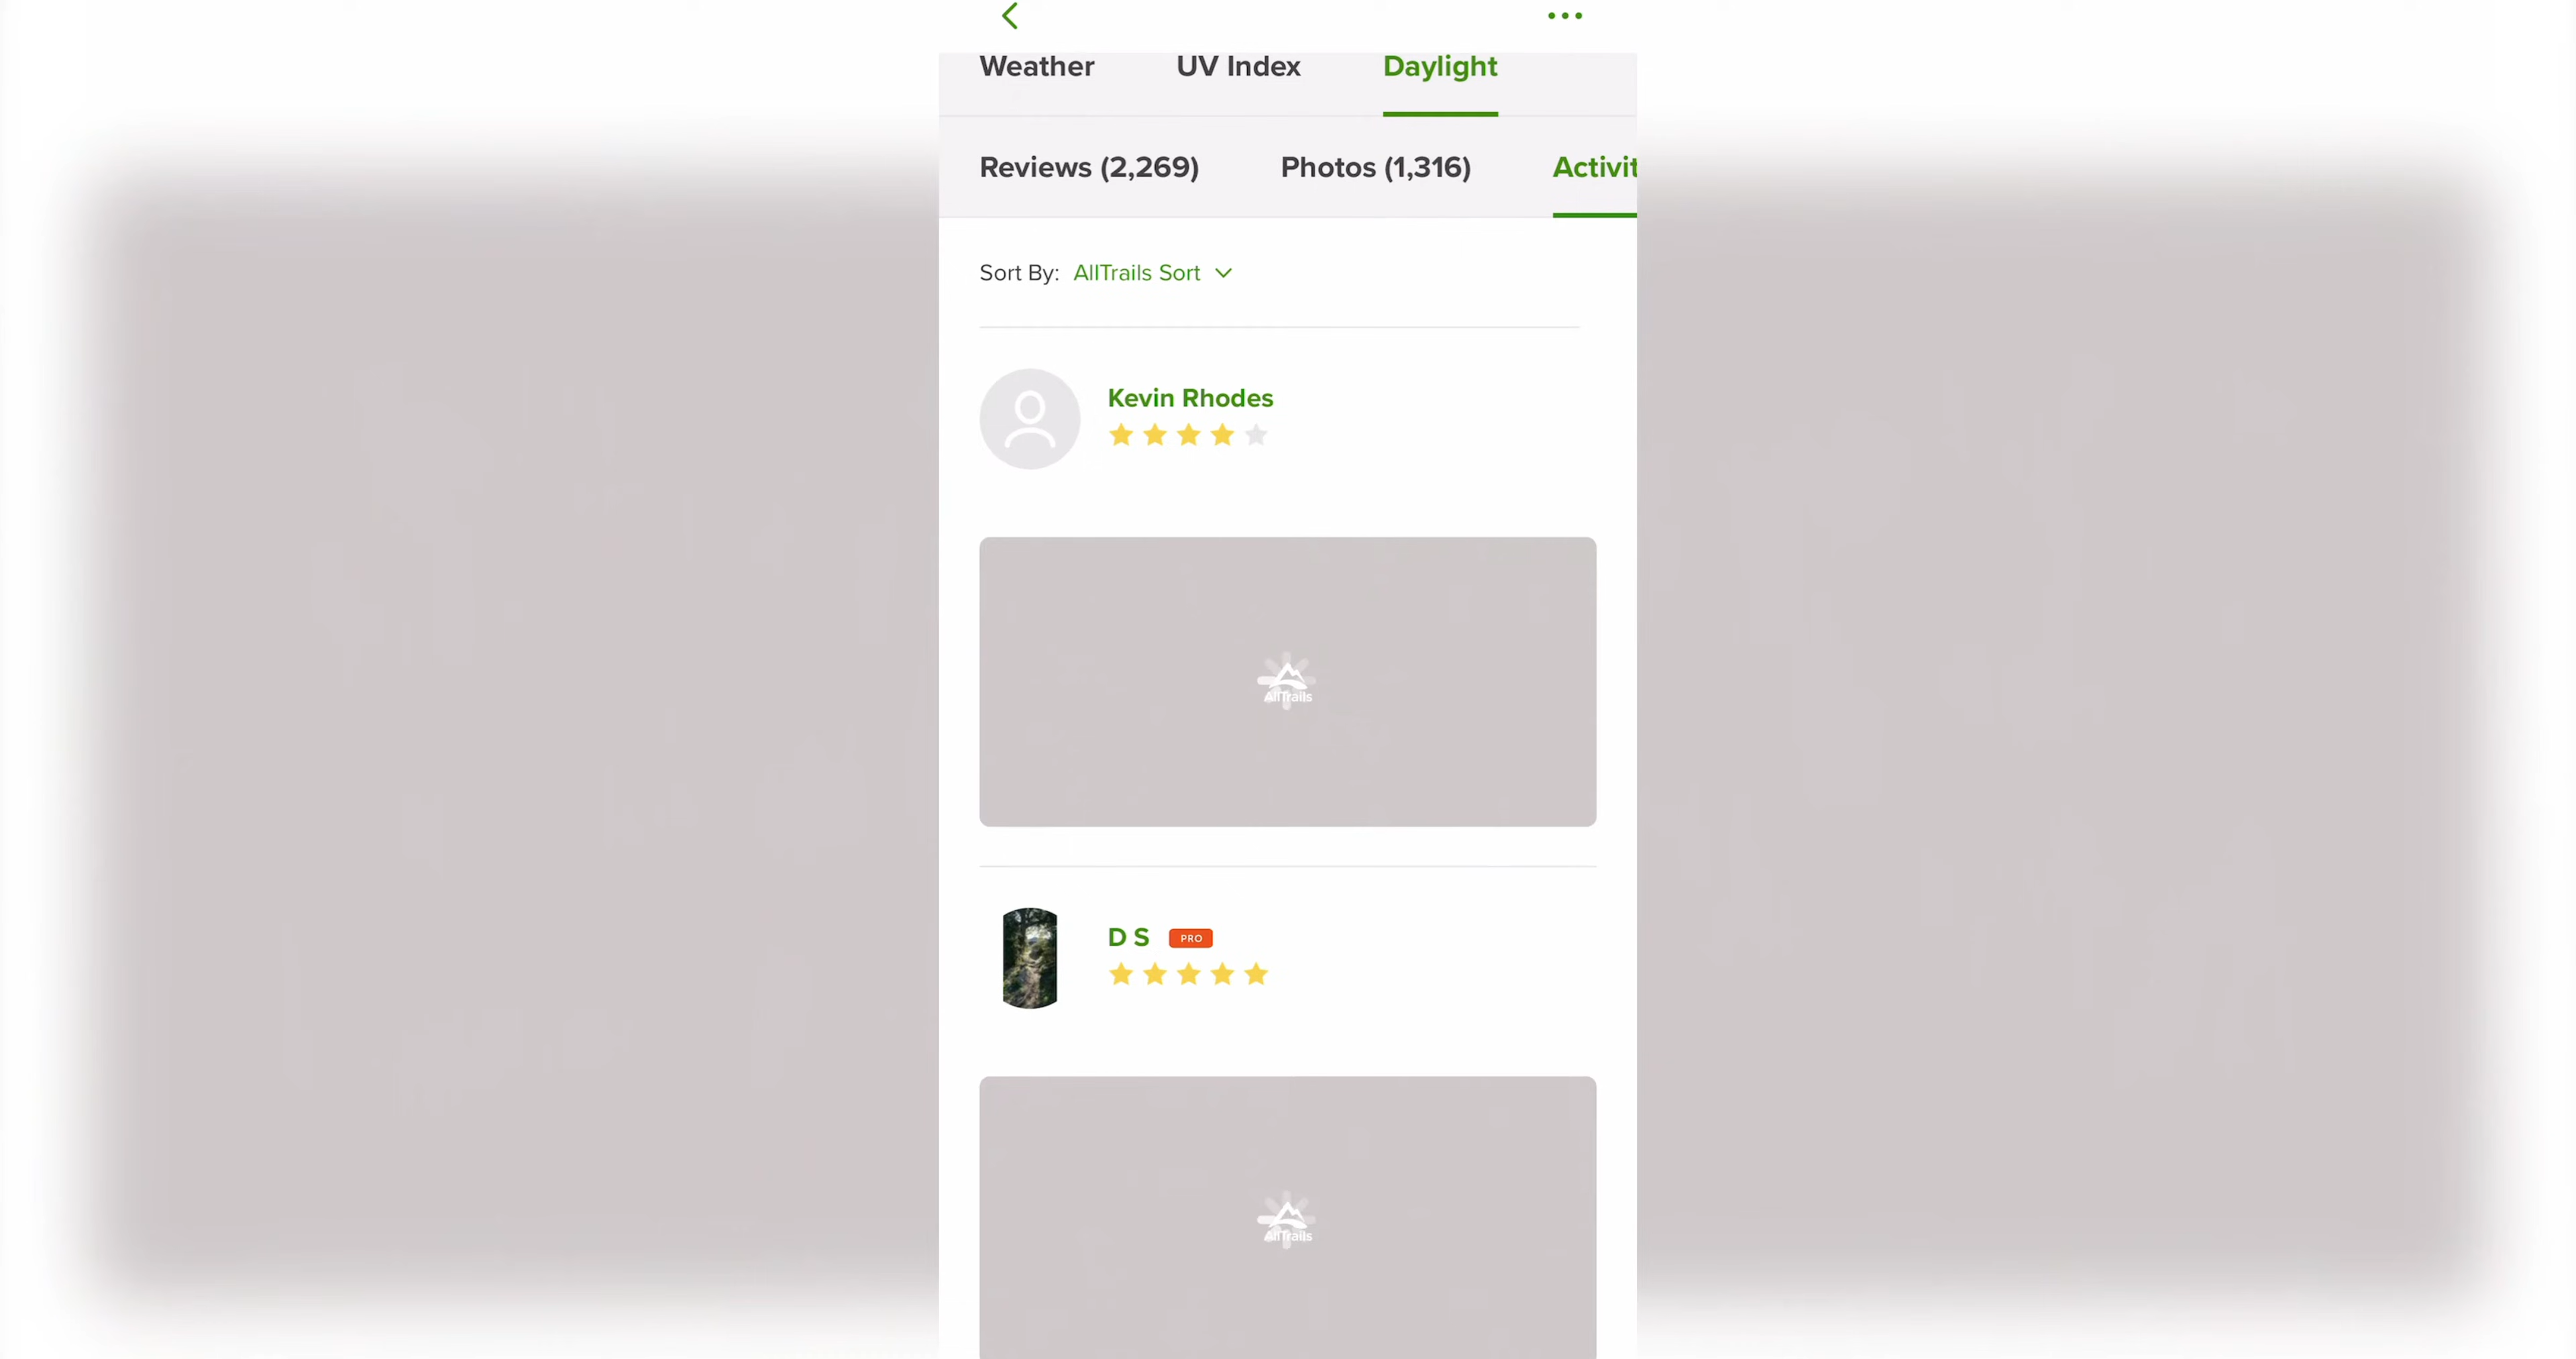 Weather UV Index Daylight
Reviews (2,269) Photos (1,316) Activit
Sort By: AllTrails Sort
Kevin Rhodes
AllTrails
D S PRO
AllTrails